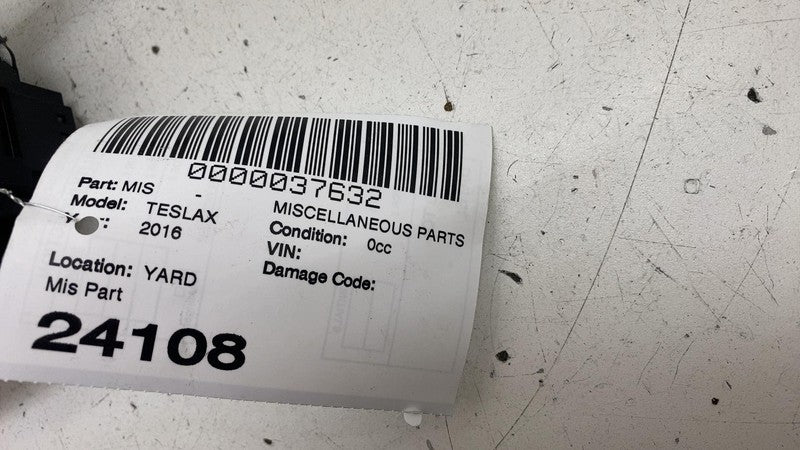 0000037632
Part: MIS - MISCELLANEOUS PARTS
Model: TESLAX Condition: 0cc
2016 VIN:
Damage Code:
Location: YARD
Mis Part
24108